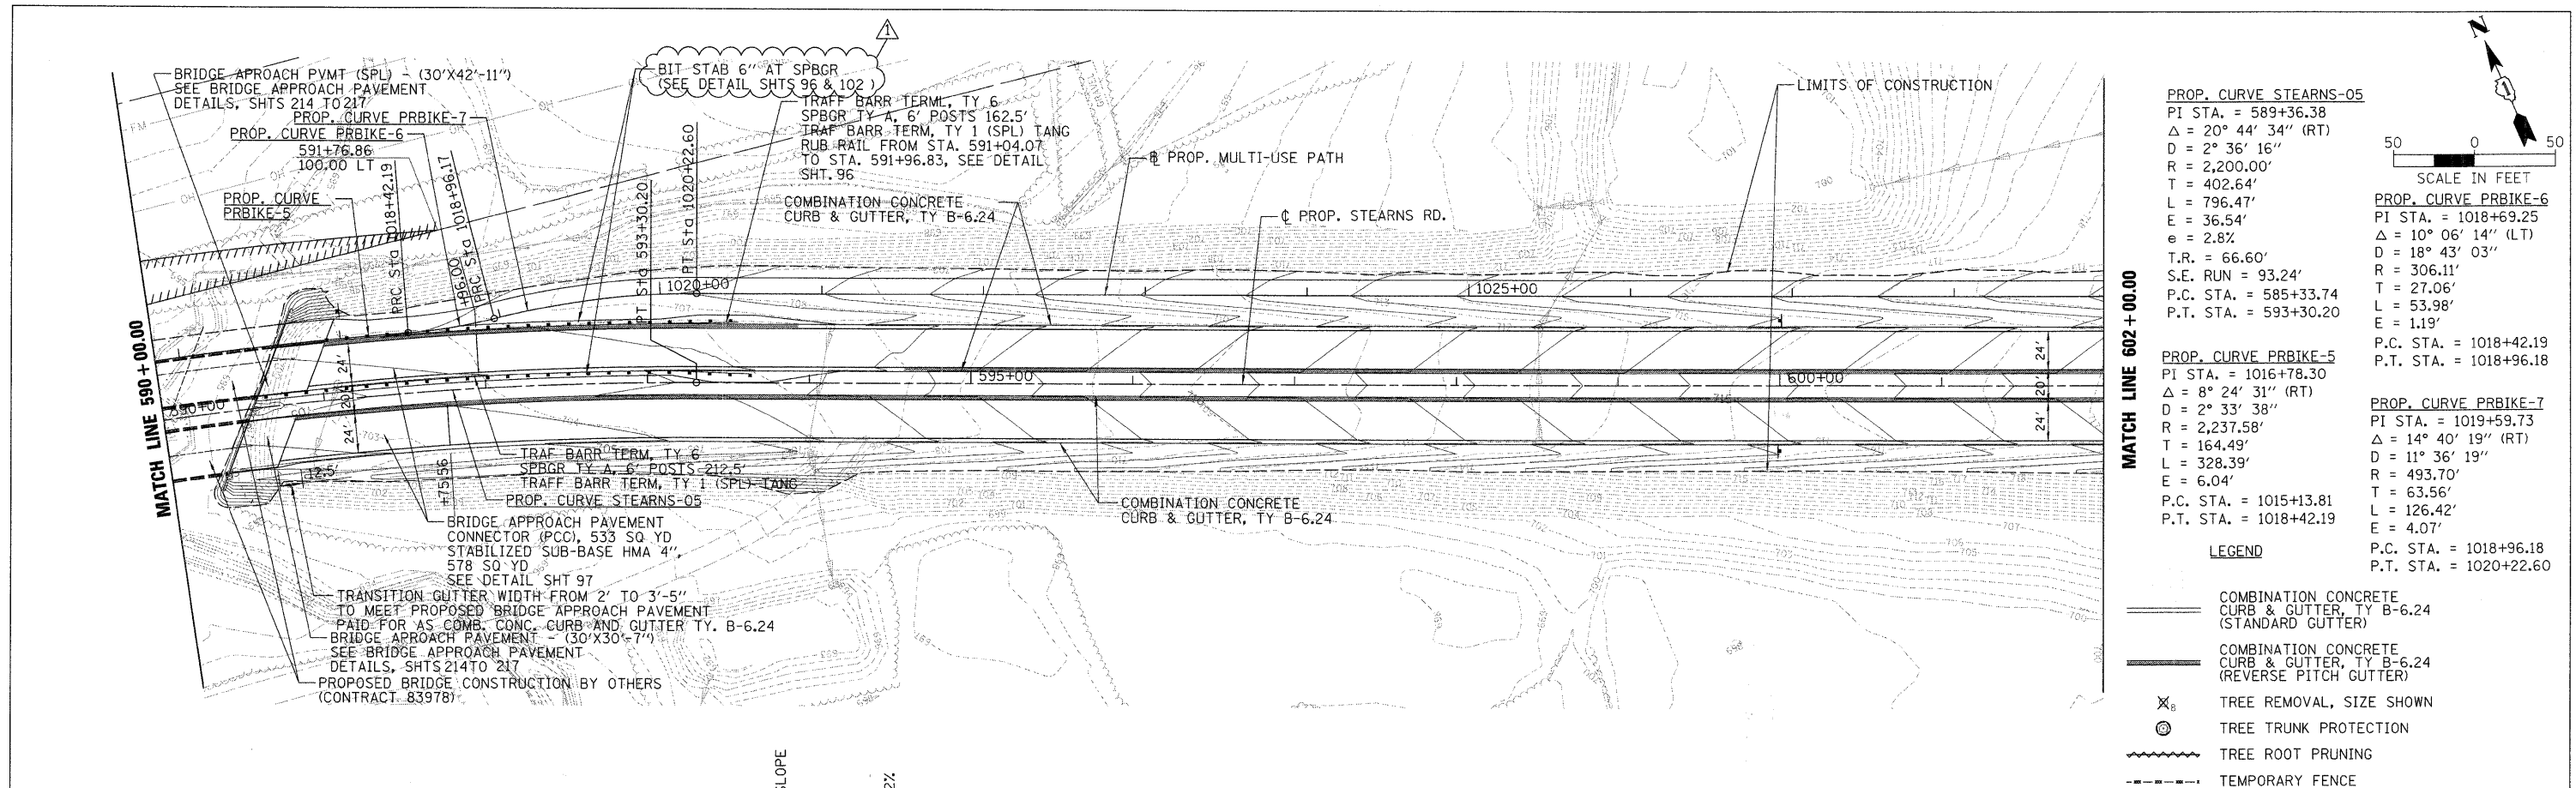 1
BIT STAB 6" AT SPBGR
(SEE DETAIL SHTS 96 & 102 )
BRIDGE APROACH PVMT (SPL) - (30'X42'-11")
SEE BRIDGE APPROACH PAVEMENT
DETAILS, SHTS 214 TO 217
PROP. CURVE PRBIKE-7
PROP. CURVE PRBIKE-6
591+76.86
100.00 LT
PROP. CURVE
PRBIKE-5
PRC Sta 1018+42.19
+96.00
PRC Sta 1018+96.17
PT Sta 593+30.20
PT Sta 1020+22.60
TRAFF BARR TERML, TY 6
SPBGR TY A, 6' POSTS 162.5'
TRAF BARR TERM, TY 1 (SPL) TANG
RUB RAIL FROM STA. 591+04.07
TO STA. 591+96.83, SEE DETAIL
SHT. 96
COMBINATION CONCRETE
CURB & GUTTER, TY B-6.24
PROP. MULTI-USE PATH
PROP. STEARNS RD.
LIMITS OF CONSTRUCTION
1020+00
1025+00
MATCH LINE 590+00.00
590+00
595+00
600+00
24'
20'
24'
24'
20'
24'
12.5'
+75.56
TRAF BARR TERM, TY 6
SPBGR TY A, 6' POSTS 212.5'
TRAFF BARR TERM, TY 1 (SPL) TANG
PROP. CURVE STEARNS-05
BRIDGE APPROACH PAVEMENT
CONNECTOR (PCC), 533 SQ YD
STABILIZED SUB-BASE HMA 4",
578 SQ YD
SEE DETAIL SHT 97
TRANSITION GUTTER WIDTH FROM 2' TO 3'-5"
TO MEET PROPOSED BRIDGE APPROACH PAVEMENT
PAID FOR AS COMB. CONC. CURB AND GUTTER TY. B-6.24
BRIDGE APROACH PAVEMENT - (30'X30'-7")
SEE BRIDGE APPROACH PAVEMENT
DETAILS, SHTS 214TO 217
PROPOSED BRIDGE CONSTRUCTION BY OTHERS
(CONTRACT 83978)
COMBINATION CONCRETE
CURB & GUTTER, TY B-6.24
MATCH LINE 602+00.00
SLOPE
2%
N
50 0 50
SCALE IN FEET
PROP. CURVE STEARNS-05
PI STA. = 589+36.38
Δ = 20° 44' 34" (RT)
D = 2° 36' 16"
R = 2,200.00'
T = 402.64'
L = 796.47'
E = 36.54'
e = 2.8%
T.R. = 66.60'
S.E. RUN = 93.24'
P.C. STA. = 585+33.74
P.T. STA. = 593+30.20
PROP. CURVE PRBIKE-5
PI STA. = 1016+78.30
Δ = 8° 24' 31" (RT)
D = 2° 33' 38"
R = 2,237.58'
T = 164.49'
L = 328.39'
E = 6.04'
P.C. STA. = 1015+13.81
P.T. STA. = 1018+42.19
PROP. CURVE PRBIKE-6
PI STA. = 1018+69.25
Δ = 10° 06' 14" (LT)
D = 18° 43' 03"
R = 306.11'
T = 27.06'
L = 53.98'
E = 1.19'
P.C. STA. = 1018+42.19
P.T. STA. = 1018+96.18
PROP. CURVE PRBIKE-7
PI STA. = 1019+59.73
Δ = 14° 40' 19" (RT)
D = 11° 36' 19"
R = 493.70'
T = 63.56'
L = 126.42'
E = 4.07'
P.C. STA. = 1018+96.18
P.T. STA. = 1020+22.60
LEGEND
COMBINATION CONCRETE
CURB & GUTTER, TY B-6.24
(STANDARD GUTTER)
COMBINATION CONCRETE
CURB & GUTTER, TY B-6.24
(REVERSE PITCH GUTTER)
8 TREE REMOVAL, SIZE SHOWN
TREE TRUNK PROTECTION
TREE ROOT PRUNING
TEMPORARY FENCE